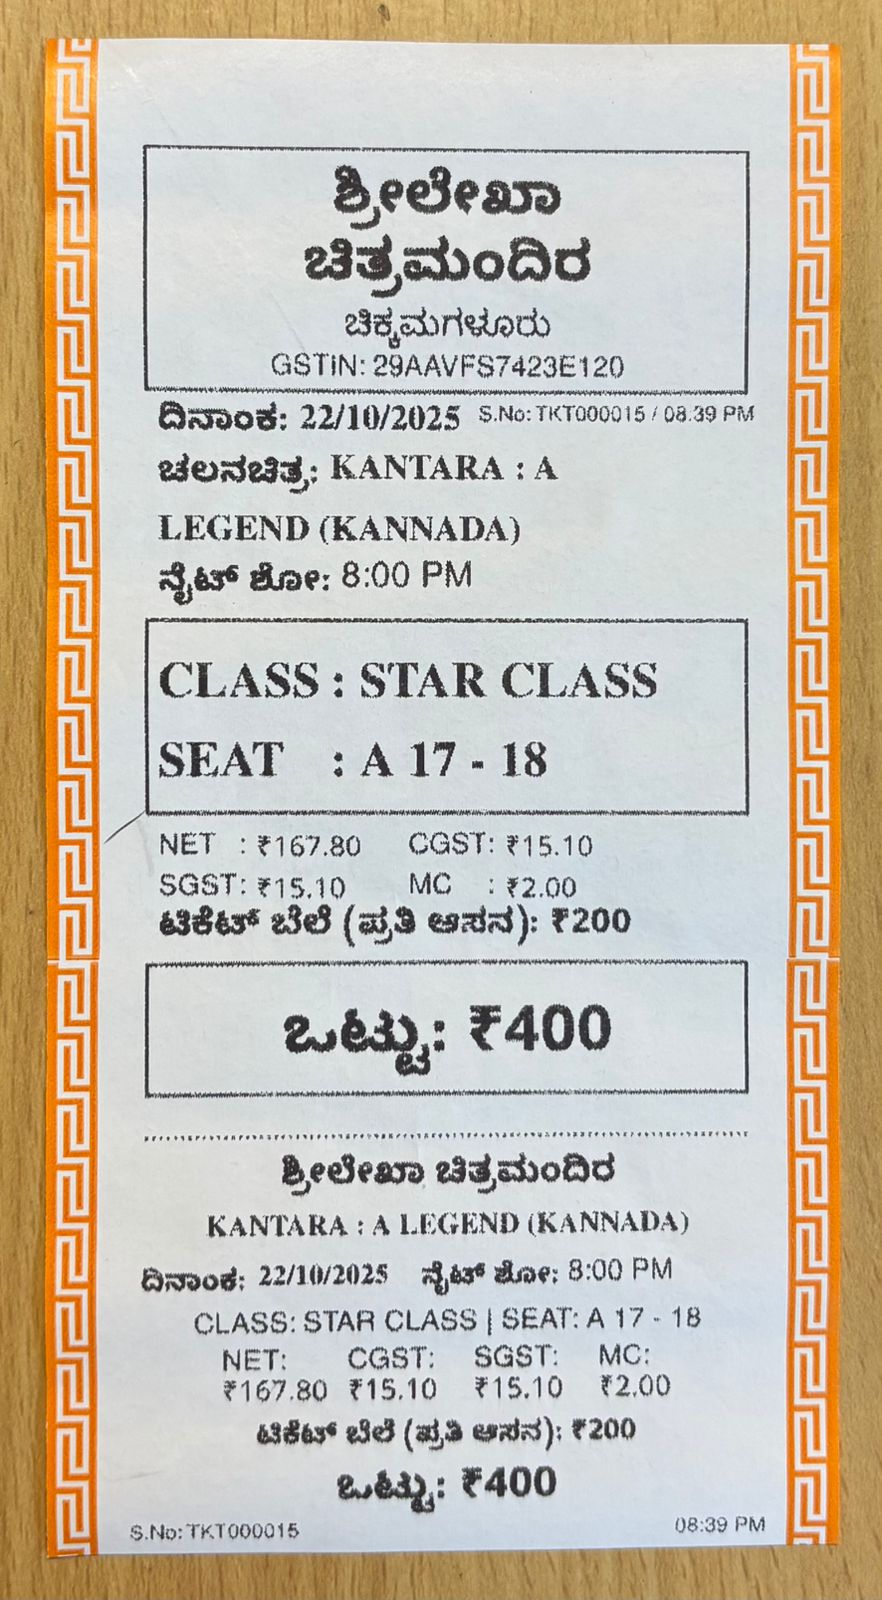 ಶ್ರೀಲೇಖಾ
ಚಿತ್ರಮಂದಿರ
ಚಿಕ್ಕಮಗಳೂರು
GSTIN: 29AAVFS7423E120
ದಿನಾಂಕ: 22/10/2025 S.No: TKT000015 / 08:39 PM
ಚಲನಚಿತ್ರ: KANTARA : A
LEGEND (KANNADA)
ನೈಟ್ ಶೋ: 8:00 PM
CLASS : STAR CLASS
SEAT : A 17 - 18
NET : ₹167.80 CGST: ₹15.10
SGST: ₹15.10 MC : ₹2.00
ಟಿಕೆಟ್ ಬೆಲೆ (ಪ್ರತಿ ಆಸನ): ₹200
ಒಟ್ಟು: ₹400
ಶ್ರೀಲೇಖಾ ಚಿತ್ರಮಂದಿರ
KANTARA : A LEGEND (KANNADA)
ದಿನಾಂಕ: 22/10/2025 ನೈಟ್ ಶೋ: 8:00 PM
CLASS: STAR CLASS | SEAT: A 17 - 18
NET: CGST: SGST: MC:
₹167.80 ₹15.10 ₹15.10 ₹2.00
ಟಿಕೆಟ್ ಬೆಲೆ (ಪ್ರತಿ ಆಸನ): ₹200
ಒಟ್ಟು: ₹400
S.No: TKT000015 08:39 PM